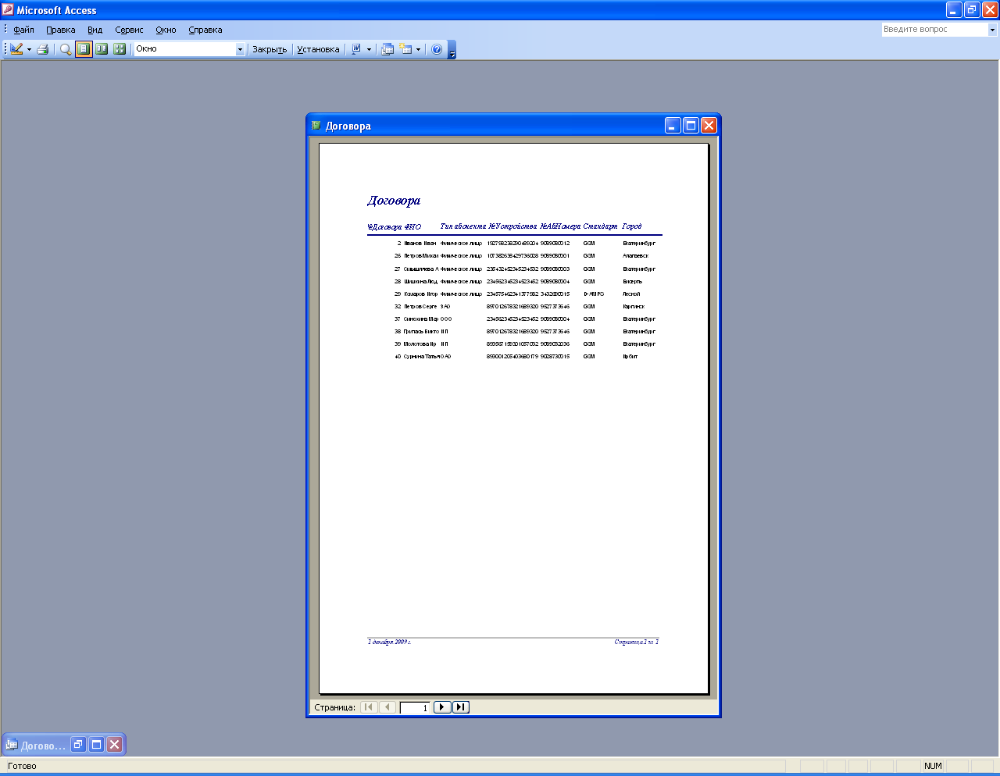 Microsoft Access
Файл Правка Вид Сервис Окно Справка Введите вопрос
Окно Закрыть Установка
Договора
Договора
№Договора ФИО Тип абонента №Устройства №АбНомера Стандарт Город
2 Иванов Иван Физическое лицо 192798238290489204 9089080012 GSM Екатеринбург
26 Петров Михаи Физическое лицо 107382638429736028 9089080001 GSM Алапаевск
27 Смышляева А Физическое лицо 235432452345234532 9089080003 GSM Екатеринбург
28 Шишкина Люд Физическое лицо 234562345234523452 9089080004 GSM Бисерть
29 Комаров Игор Физическое лицо 234575462341377982 3432690015 D-AMPS Лесной
32 Петров Серге ЗАО 897012678321689320 9527373646 GSM Карпинск
37 Синохина Мар ООО 234562345234523452 9089080004 GSM Екатеринбург
38 Грипась Викто ИП 897012678321689320 9527373646 GSM Екатеринбург
39 Молотова Ир ИП 893567159301057032 9089032036 GSM Екатеринбург
40 Сурнина Татья ОАО 893001205403680179 9028730015 GSM Ирбит
1 декабря 2009 г. Страница 1 из 1
Страница: 1
Догово...
Готово NUM